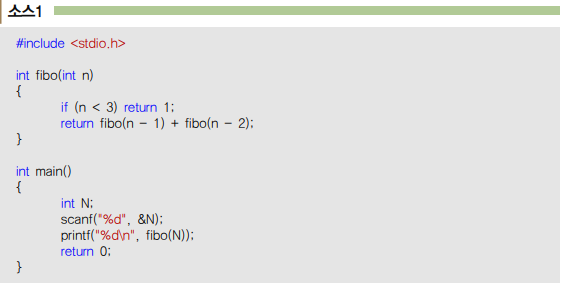 소스1
#include <stdio.h>
int fibo(int n)
{
if (n < 3) return 1;
return fibo(n - 1) + fibo(n - 2);
}
int main()
{
int N;
scanf("%d", &N);
printf("%d\n", fibo(N));
return 0;
}